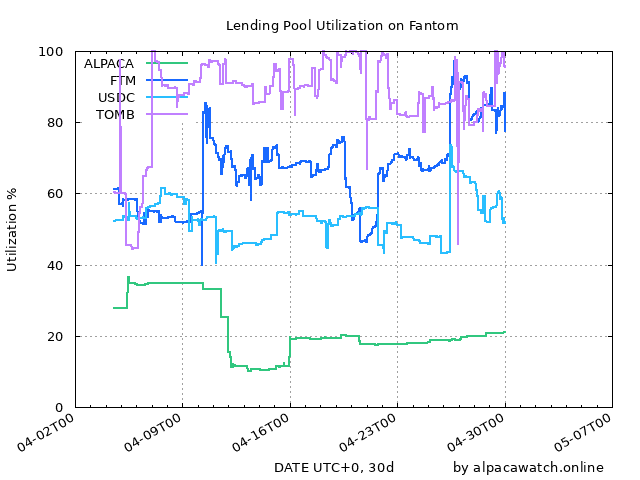 Lending Pool Utilization on Fantom
100
80
60
40
20
0
Utilization %
ALPACA
FTM
USDC
TOMB
04-02T00
04-09T00
04-16T00
04-23T00
04-30T00
05-07T00
DATE UTC+0, 30d
by alpacawatch.online